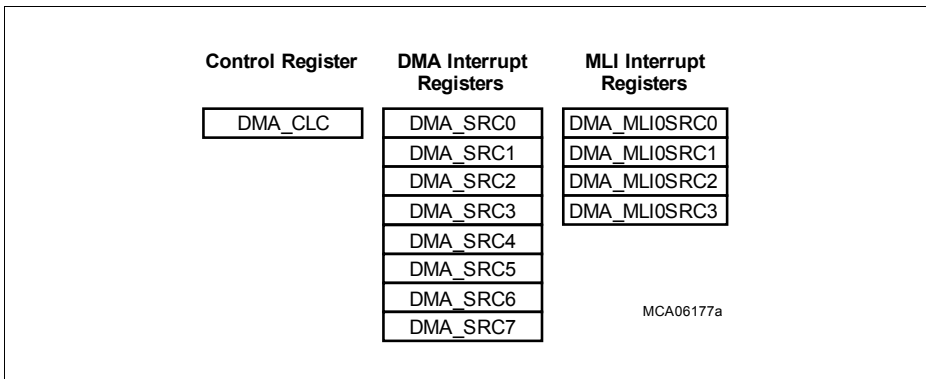 Control Register
DMA Interrupt
Registers
MLI Interrupt
Registers
DMA_CLC
DMA_SRC0
DMA_SRC1
DMA_SRC2
DMA_SRC3
DMA_SRC4
DMA_SRC5
DMA_SRC6
DMA_SRC7
DMA_MLI0SRC0
DMA_MLI0SRC1
DMA_MLI0SRC2
DMA_MLI0SRC3
MCA06177a